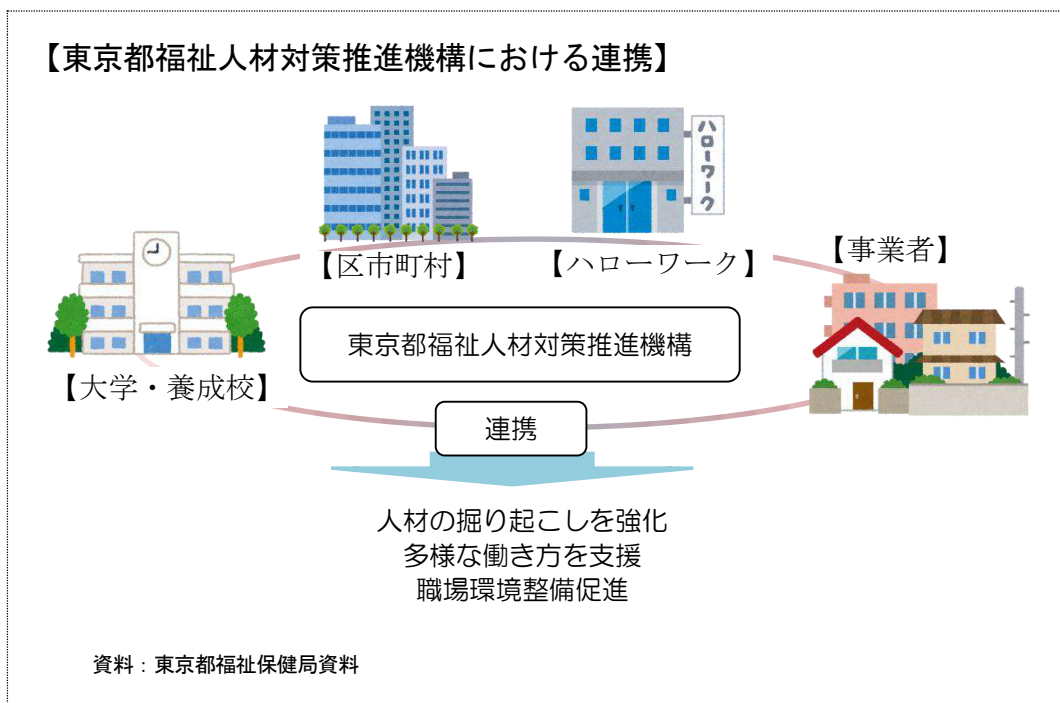 【東京都福祉人材対策推進機構における連携】
ハローワーク
【区市町村】
【ハローワーク】
【事業者】
【大学・養成校】
東京都福祉人材対策推進機構
連携
人材の掘り起こしを強化
多様な働き方を支援
職場環境整備促進
資料：東京都福祉保健局資料